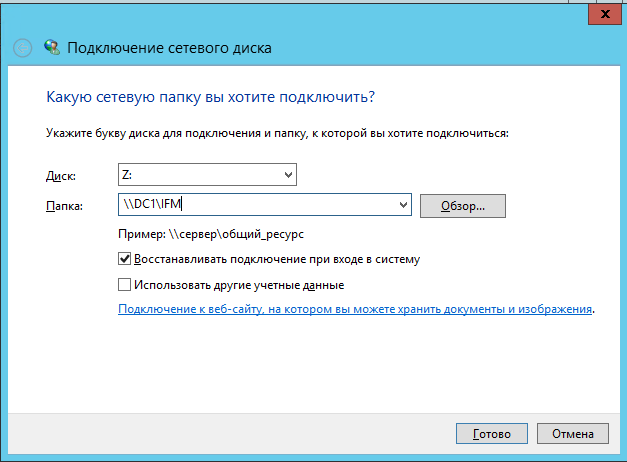 x
Подключение сетевого диска
Какую сетевую папку вы хотите подключить?
Укажите букву диска для подключения и папку, к которой вы хотите подключиться:
Диск: Z:
Папка: \\DC1\IFM Обзор...
Пример: \\сервер\общий_ресурс
Восстанавливать подключение при входе в систему
Использовать другие учетные данные
Подключение к веб-сайту, на котором вы можете хранить документы и изображения.
Готово Отмена